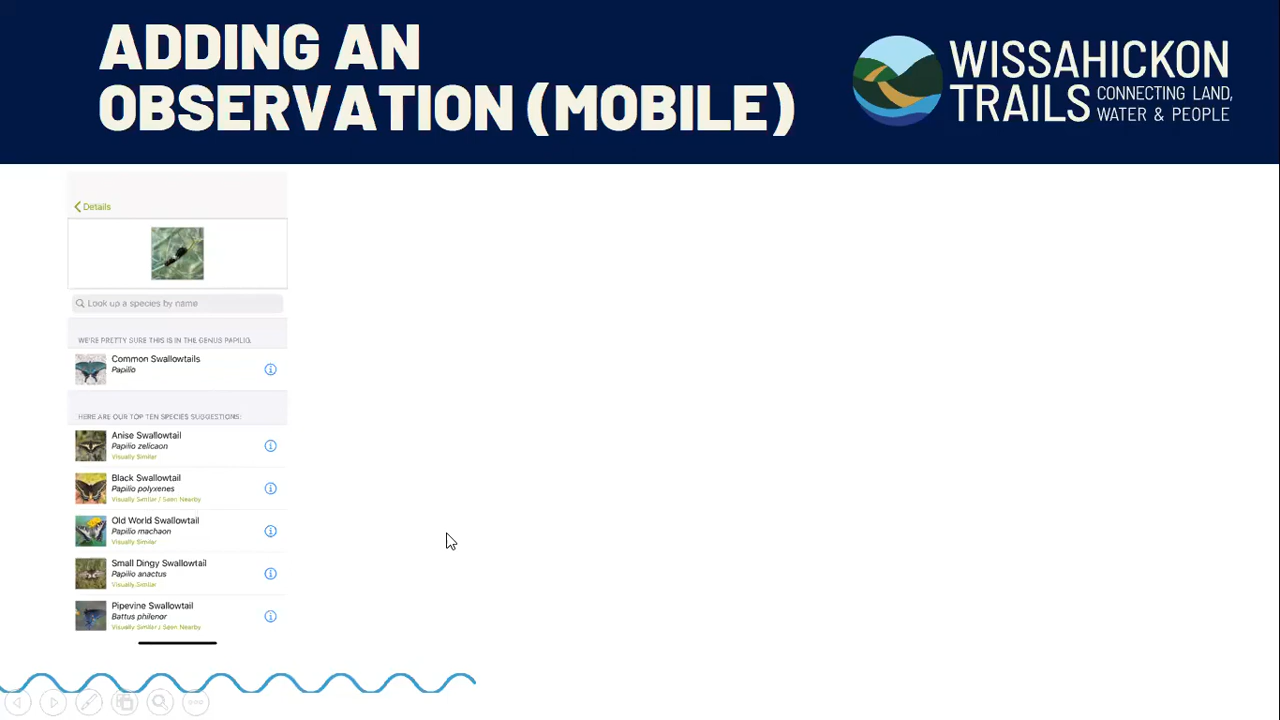 ADDING AN
OBSERVATION (MOBILE)
WISSAHICKON
TRAILS CONNECTING LAND,
WATER & PEOPLE
Details
Look up a species by name
WE'RE PRETTY SURE THIS IS IN THE GENUS PAPILIO.
Common Swallowtails
Papilio
HERE ARE OUR TOP TEN SPECIES SUGGESTIONS:
Anise Swallowtail
Papilio zelicaon
Visually Similar
Black Swallowtail
Papilio polyxenes
Visually Similar / Seen Nearby
Old World Swallowtail
Papilio machaon
Visually Similar
Small Dingy Swallowtail
Papilio anactus
Visually Similar
Pipevine Swallowtail
Battus philenor
Visually Similar / Seen Nearby